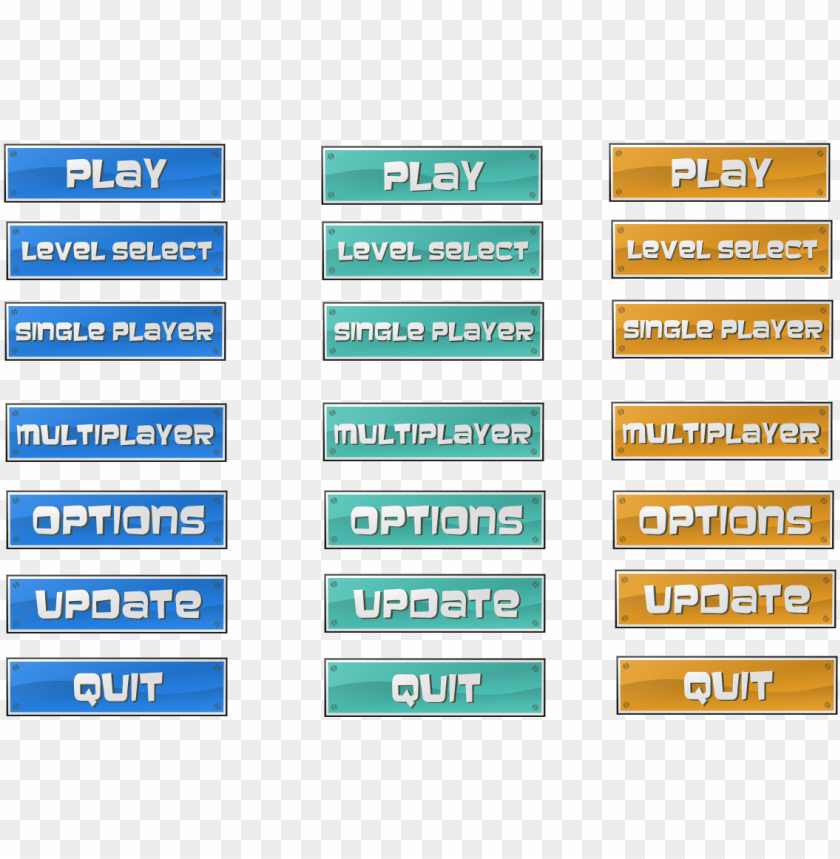 PLaY PLaY PLaY
LeVeL SeLeCT LeVeL SeLeCT LeVeL SeLeCT
SINGLe PLaYeR SINGLe PLaYeR SINGLe PLaYeR
MULTIPLaYeR MULTIPLaYeR MULTIPLaYeR
OPTIONS OPTIONS OPTIONS
UPDaTe UPDaTe UPDaTe
QUIT QUIT QUIT